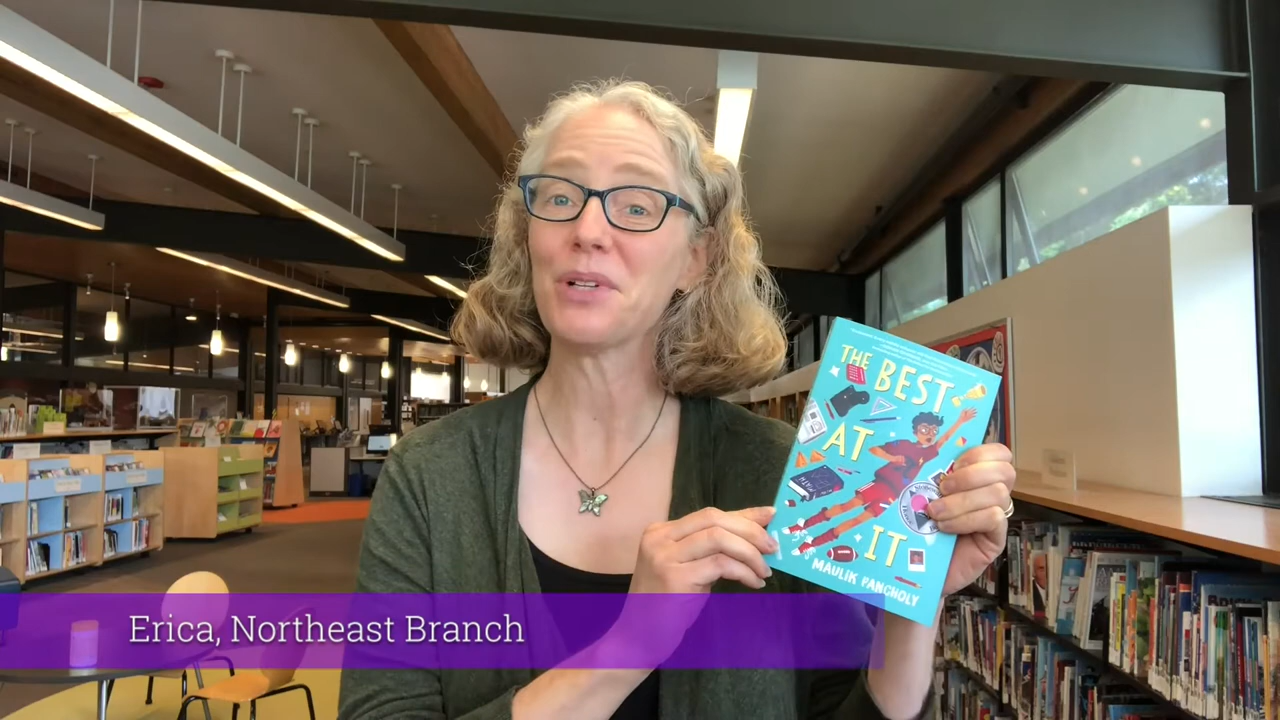 THE BEST
AT
IT
MAULIK PANCHOLY
Erica, Northeast Branch